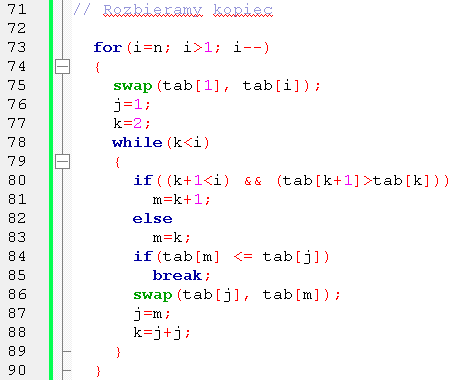 71 // Rozbieramy kopiec
72
73 for(i=n; i>1; i--)
74 {
75 swap(tab[1], tab[i]);
76 j=1;
77 k=2;
78 while(k<i)
79 {
80 if((k+1<i) && (tab[k+1]>tab[k]))
81 m=k+1;
82 else
83 m=k;
84 if(tab[m] <= tab[j])
85 break;
86 swap(tab[j], tab[m]);
87 j=m;
88 k=j+j;
89 }
90 }